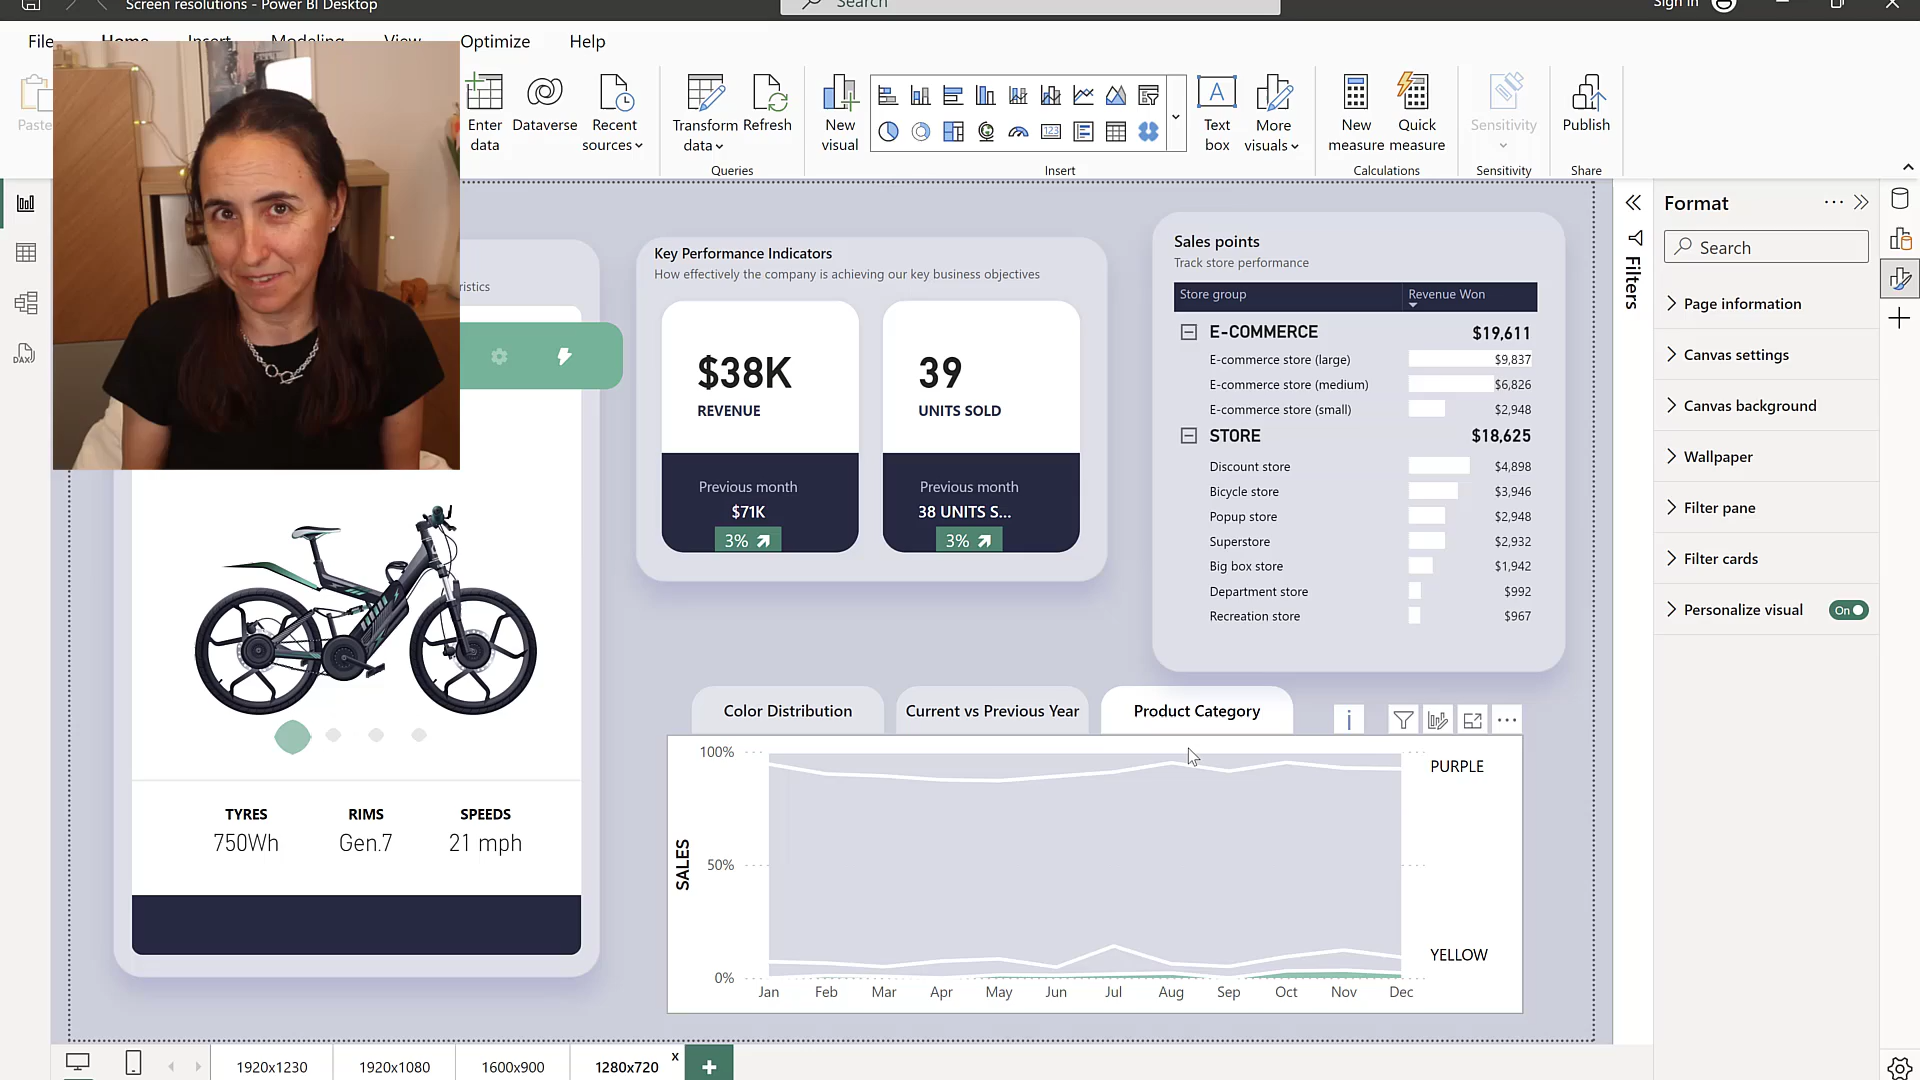 Screen resolutions - Power BI Desktop
Search
Sign in
File
Home
Insert
Modeling
View
Optimize
Help
Paste
Enter data
Dataverse
Recent sources
Transform data
Refresh
New visual
Text box
More visuals
New measure
Quick measure
Sensitivity
Publish
Queries
Insert
Calculations
Sensitivity
Share
ristics
TYRES
RIMS
SPEEDS
750Wh
Gen.7
21 mph
Key Performance Indicators
How effectively the company is achieving our key business objectives
$38K
REVENUE
Previous month
$71K
3%
39
UNITS SOLD
Previous month
38 UNITS S...
3%
Sales points
Track store performance
Store group Revenue Won
E-COMMERCE $19,611
E-commerce store (large) $9,837
E-commerce store (medium) $6,826
E-commerce store (small) $2,948
STORE $18,625
Discount store $4,898
Bicycle store $3,946
Popup store $2,948
Superstore $2,932
Big box store $1,942
Department store $992
Recreation store $967
Color Distribution
Current vs Previous Year
Product Category
SALES
100%
50%
0%
PURPLE
YELLOW
Jan Feb Mar Apr May Jun Jul Aug Sep Oct Nov Dec
Filters
Format
Search
Page information
Canvas settings
Canvas background
Wallpaper
Filter pane
Filter cards
Personalize visual
On
DAX
1920x1230
1920x1080
1600x900
1280x720